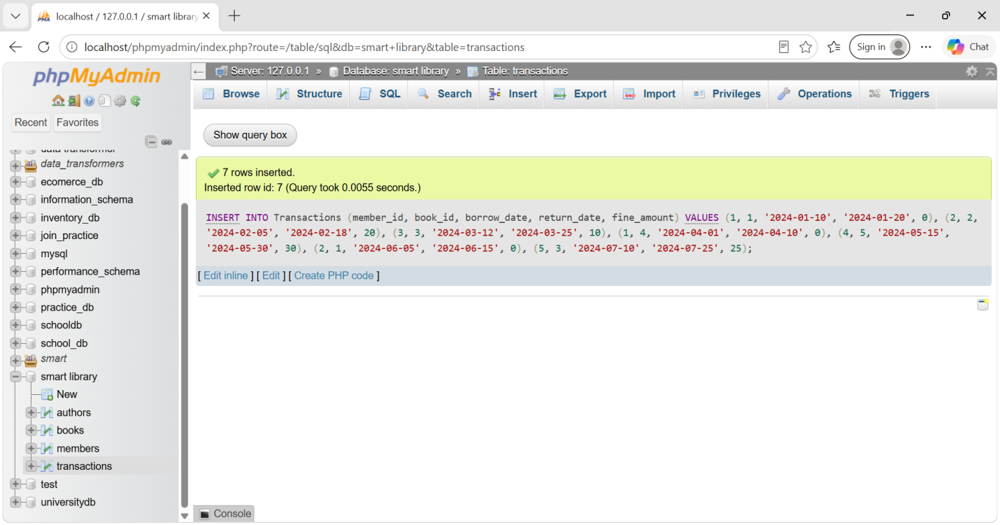 localhost / 127.0.0.1 / smart library
localhost/phpmyadmin/index.php?route=/table/sql&db=smart+library&table=transactions
Sign in
Chat
phpMyAdmin
Recent
Favorites
data transformer
data_transformers
ecomerce_db
information_schema
inventory_db
join_practice
mysql
performance_schema
phpmyadmin
practice_db
schooldb
school_db
smart
smart library
New
authors
books
members
transactions
test
universitydb
Server: 127.0.0.1 » Database: smart library » Table: transactions
Browse Structure SQL Search Insert Export Import Privileges Operations Triggers
Show query box
7 rows inserted.
Inserted row id: 7 (Query took 0.0055 seconds.)
INSERT INTO Transactions (member_id, book_id, borrow_date, return_date, fine_amount) VALUES (1, 1, '2024-01-10', '2024-01-20', 0), (2, 2,
'2024-02-05', '2024-02-18', 20), (3, 3, '2024-03-12', '2024-03-25', 10), (1, 4, '2024-04-01', '2024-04-10', 0), (4, 5, '2024-05-15',
'2024-05-30', 30), (2, 1, '2024-06-05', '2024-06-15', 0), (5, 3, '2024-07-10', '2024-07-25', 25);
[ Edit inline ] [ Edit ] [ Create PHP code ]
Console